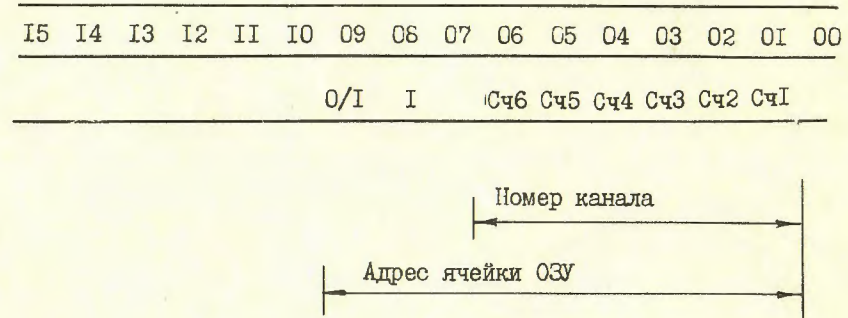 I5 I4 I3 I2 II I0 09 08 07 06 05 04 03 02 0I 00
0/I I Сч6 Сч5 Сч4 Сч3 Сч2 СчI
Номер канала
Адрес ячейки ОЗУ